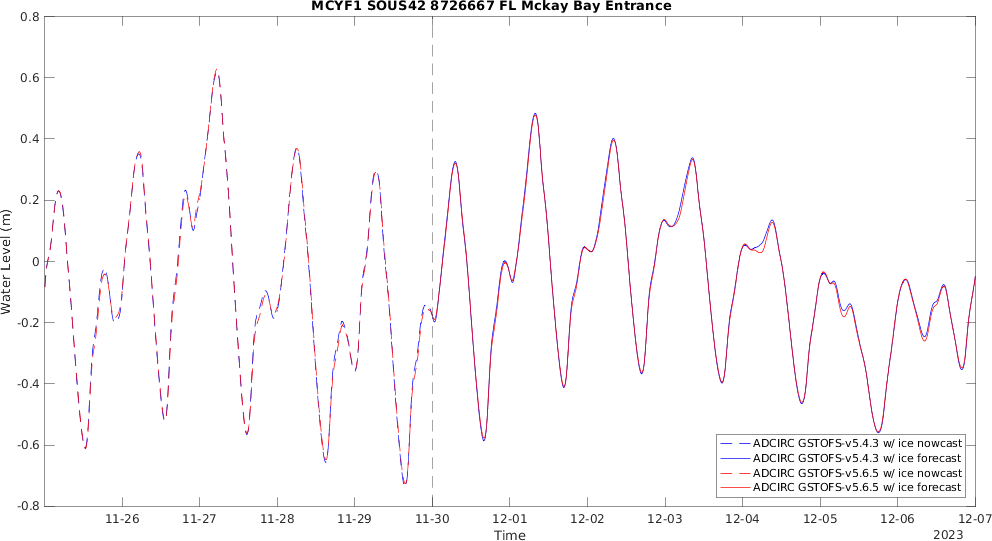 MCYF1 SOUS42 8726667 FL Mckay Bay Entrance
0.8
0.6
0.4
0.2
0
-0.2
-0.4
-0.6
-0.8
Water Level (m)
11-26 11-27 11-28 11-29 11-30 12-01 12-02 12-03 12-04 12-05 12-06 12-07
Time
2023
ADCIRC GSTOFS-v5.4.3 w/ ice nowcast
ADCIRC GSTOFS-v5.4.3 w/ ice forecast
ADCIRC GSTOFS-v5.6.5 w/ ice nowcast
ADCIRC GSTOFS-v5.6.5 w/ ice forecast